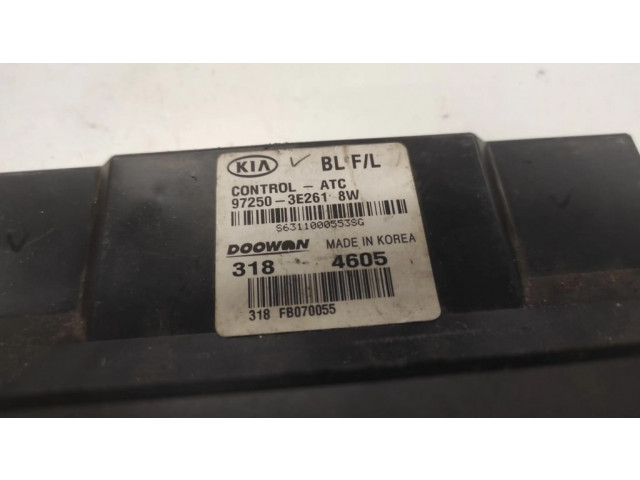 KIA BL F/L
CONTROL - ATC
97250-3E261 8W
S6311000553SG
DOOWON MADE IN KOREA
318 4605
318 FB070055